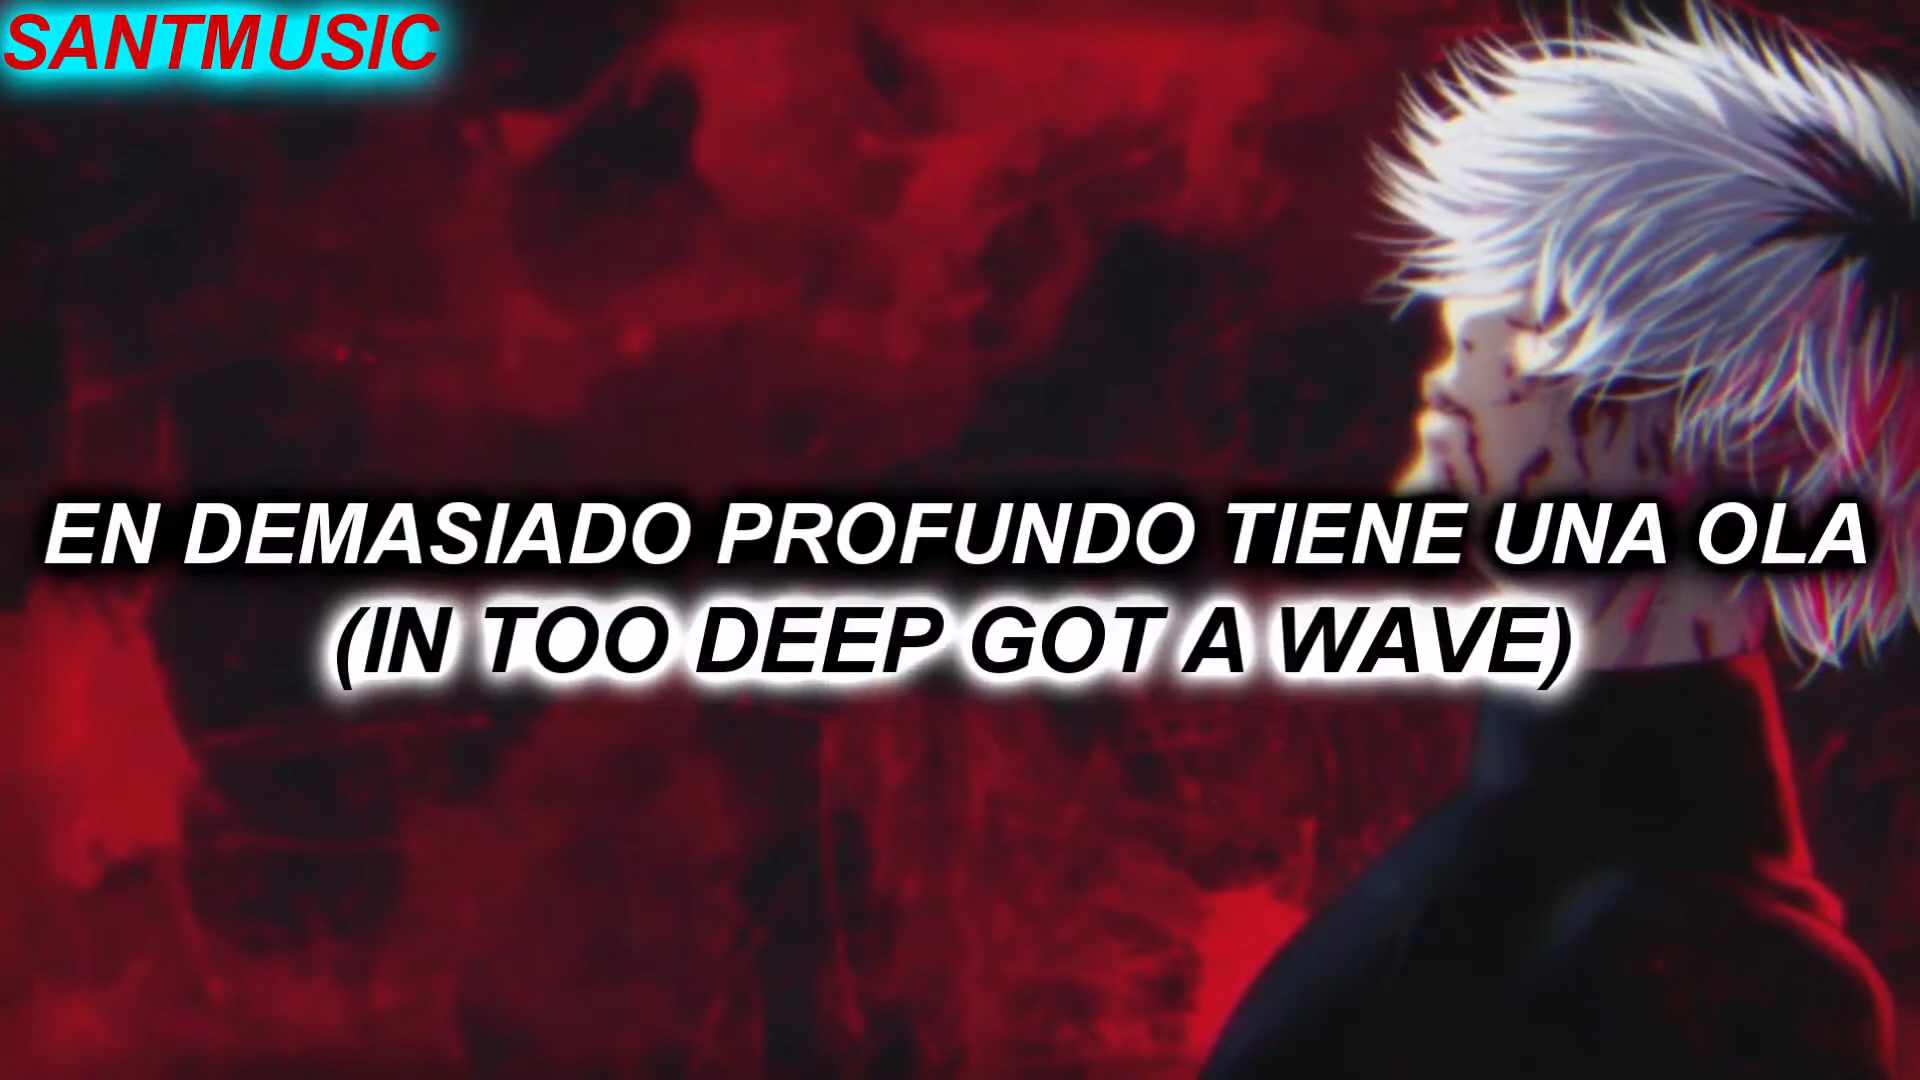 SANTMUSIC
EN DEMASIADO PROFUNDO TIENE UNA OLA
(IN TOO DEEP GOT A WAVE)